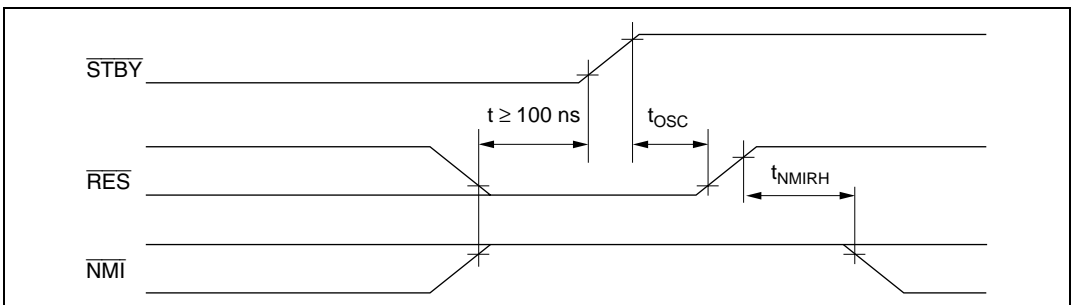 STBY
t ≥ 100 ns
tOSC
RES
tNMIRH
NMI